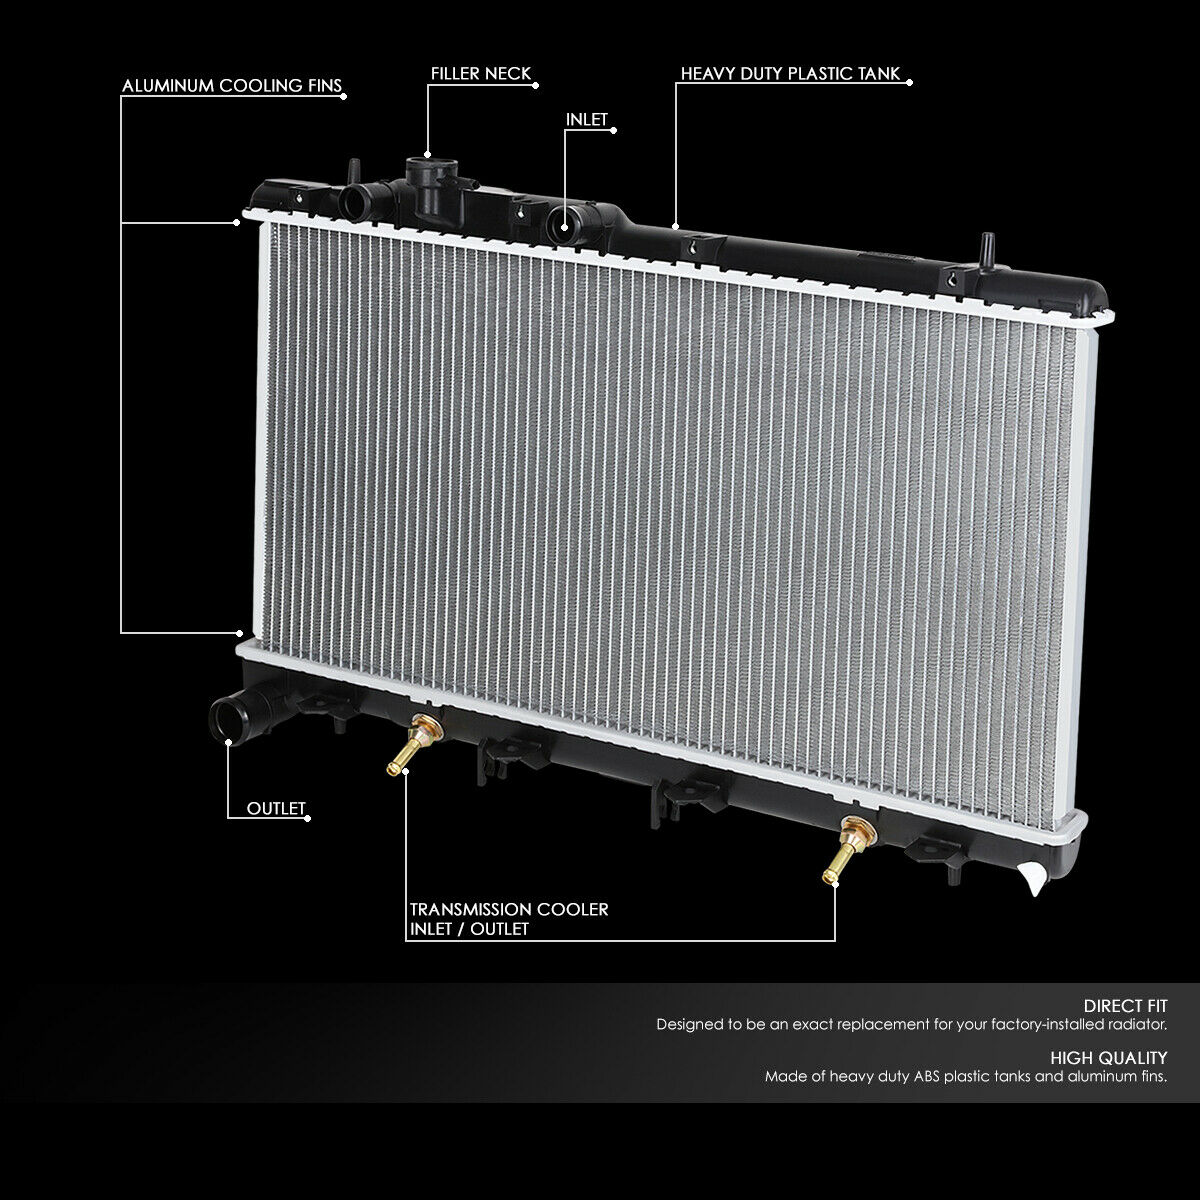 FILLER NECK
HEAVY DUTY PLASTIC TANK
ALUMINUM COOLING FINS
INLET
OUTLET
TRANSMISSION COOLER
INLET / OUTLET
DIRECT FIT
Designed to be an exact replacement for your factory-installed radiator.
HIGH QUALITY
Made of heavy duty ABS plastic tanks and aluminum fins.